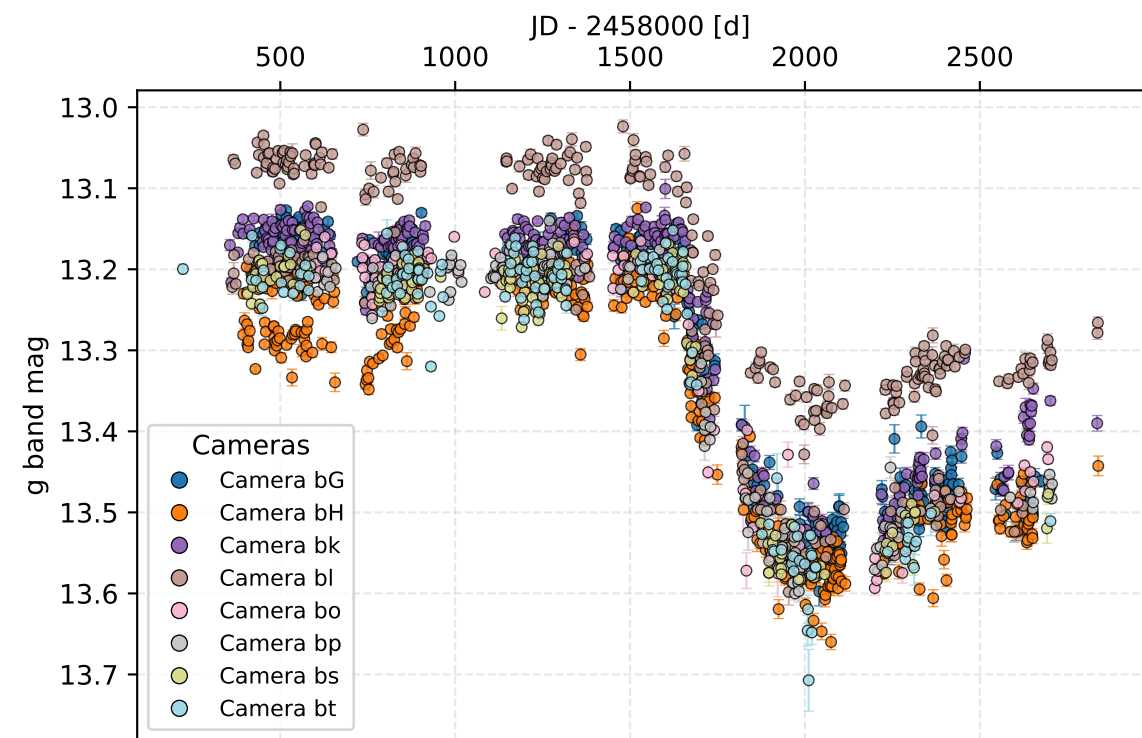 JD - 2458000 [d]
500 1000 1500 2000 2500
g band mag
13.0
13.1
13.2
13.3
13.4
13.5
13.6
13.7
Cameras
Camera bG
Camera bH
Camera bk
Camera bl
Camera bo
Camera bp
Camera bs
Camera bt